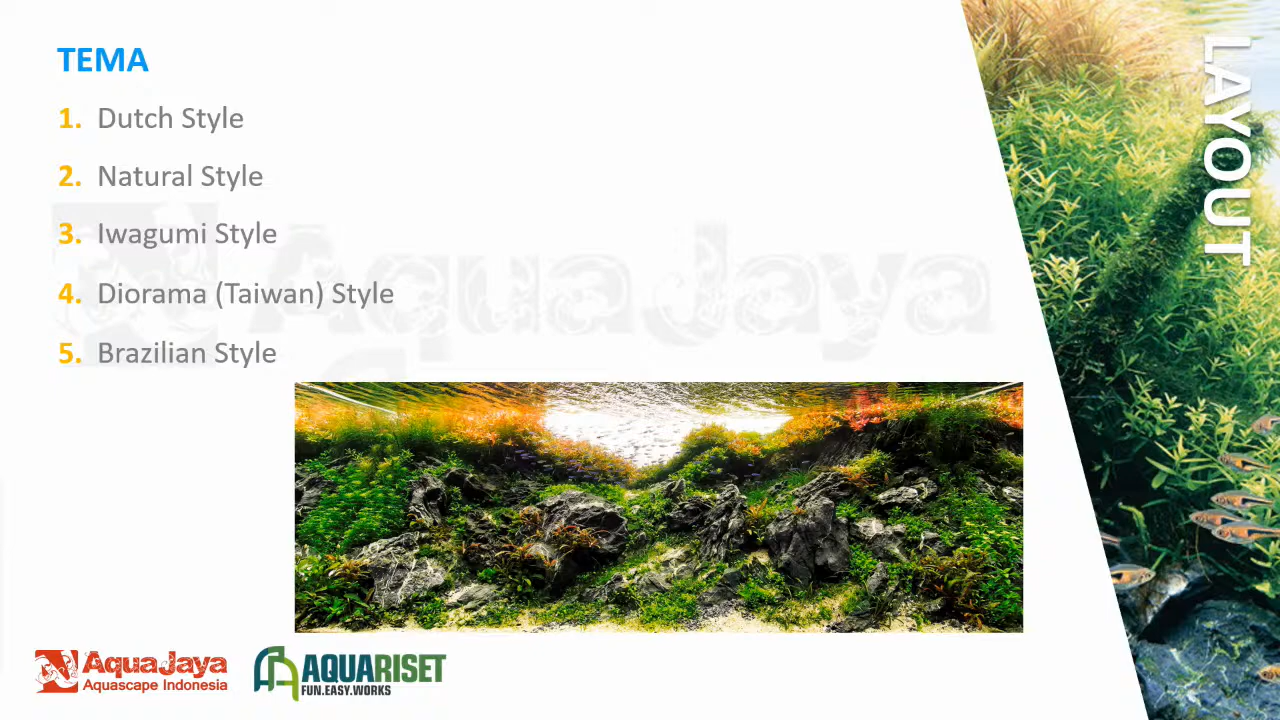 TEMA
1. Dutch Style
2. Natural Style
3. Iwagumi Style
4. Diorama (Taiwan) Style
5. Brazilian Style
LAYOUT
AquaJaya
AquaJaya
Aquascape Indonesia
AQUARISET
FUN.EASY.WORKS